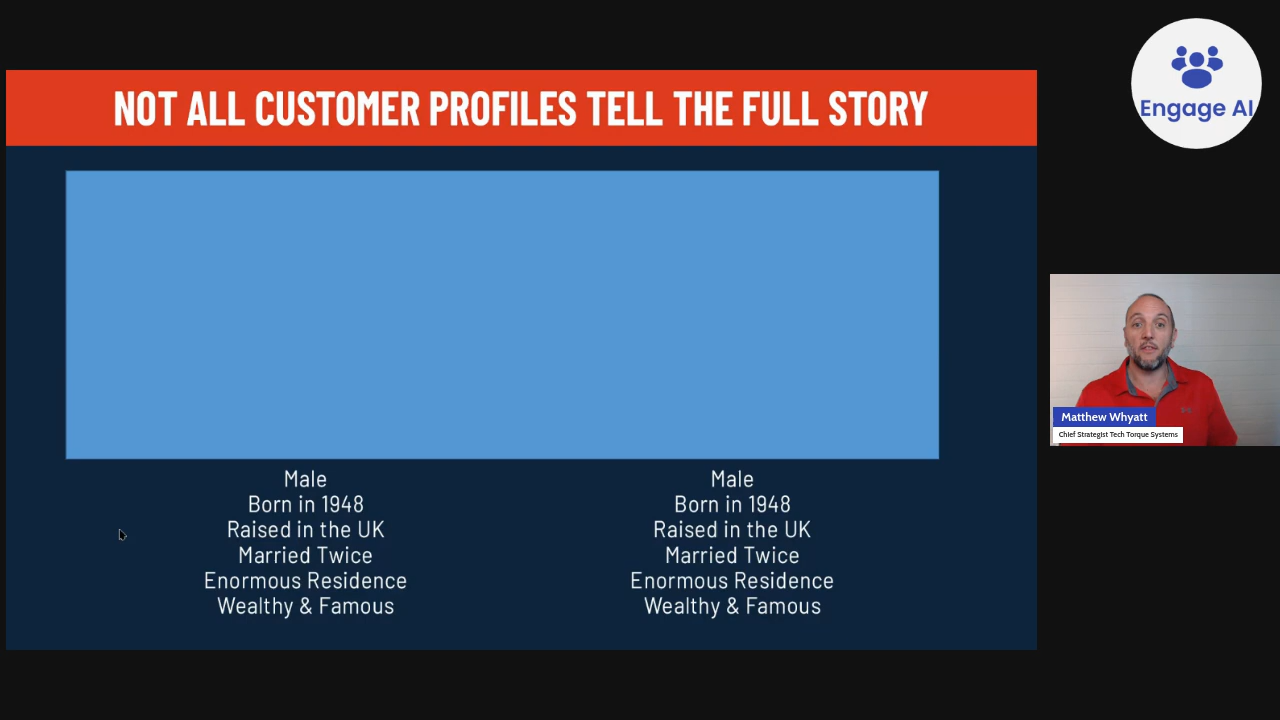 NOT ALL CUSTOMER PROFILES TELL THE FULL STORY
Engage AI
Male
Born in 1948
Raised in the UK
Married Twice
Enormous Residence
Wealthy & Famous
Male
Born in 1948
Raised in the UK
Married Twice
Enormous Residence
Wealthy & Famous
Matthew Whyatt
Chief Strategist Tech Torque Systems